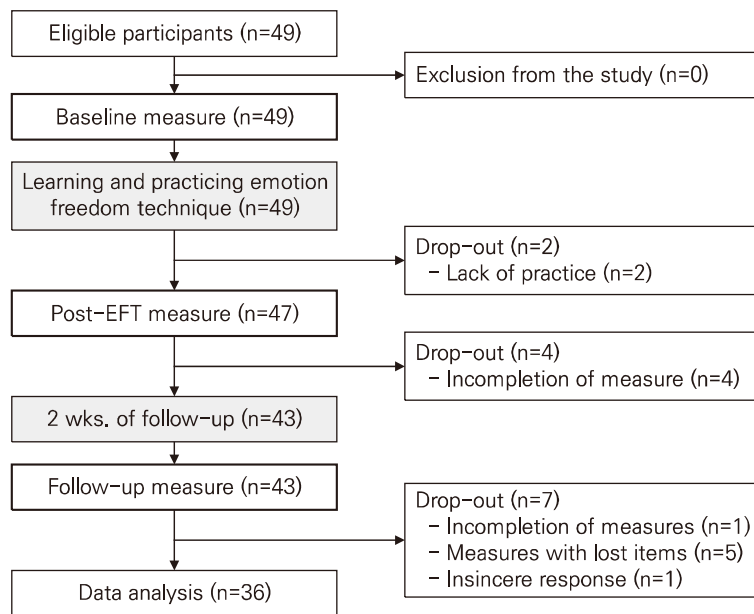 Eligible participants (n=49)
Exclusion from the study (n=0)
Baseline measure (n=49)
Learning and practicing emotion
freedom technique (n=49)
Drop-out (n=2)
- Lack of practice (n=2)
Post-EFT measure (n=47)
Drop-out (n=4)
- Incompletion of measure (n=4)
2 wks. of follow-up (n=43)
Follow-up measure (n=43)
Drop-out (n=7)
- Incompletion of measures (n=1)
- Measures with lost items (n=5)
- Insincere response (n=1)
Data analysis (n=36)